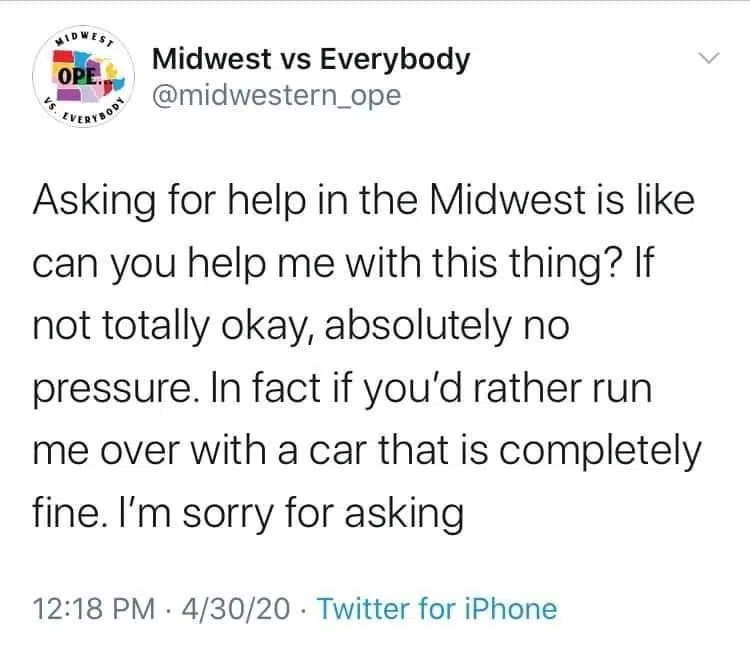 MIDWEST
OPE...
VS. EVERYBODY
Midwest vs Everybody
@midwestern_ope
Asking for help in the Midwest is like
can you help me with this thing? If
not totally okay, absolutely no
pressure. In fact if you'd rather run
me over with a car that is completely
fine. I'm sorry for asking
12:18 PM · 4/30/20 · Twitter for iPhone